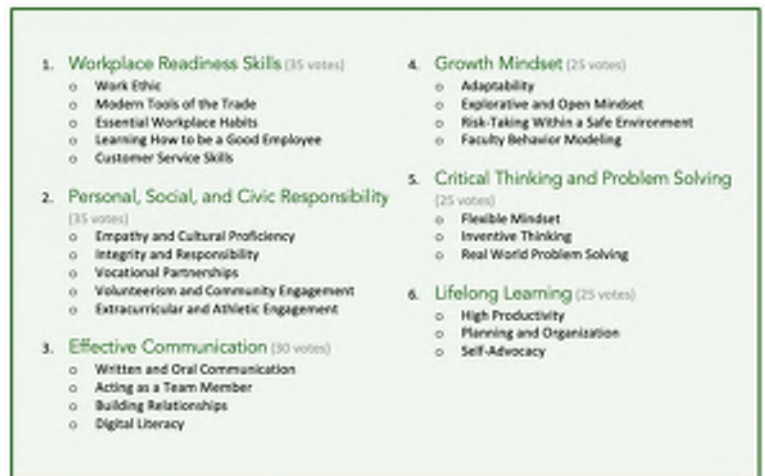 1. Workplace Readiness Skills (35 votes)
o Work Ethic
o Modern Tools of the Trade
o Essential Workplace Habits
o Learning How to be a Good Employee
o Customer Service Skills
2. Personal, Social, and Civic Responsibility
(35 votes)
o Empathy and Cultural Proficiency
o Integrity and Responsibility
o Vocational Partnerships
o Volunteerism and Community Engagement
o Extracurricular and Athletic Engagement
3. Effective Communication (30 votes)
o Written and Oral Communication
o Acting as a Team Member
o Building Relationships
o Digital Literacy
4. Growth Mindset (25 votes)
o Adaptability
o Explorative and Open Mindset
o Risk-Taking Within a Safe Environment
o Faculty Behavior Modeling
5. Critical Thinking and Problem Solving
(25 votes)
o Flexible Mindset
o Inventive Thinking
o Real World Problem Solving
6. Lifelong Learning (25 votes)
o High Productivity
o Planning and Organization
o Self-Advocacy